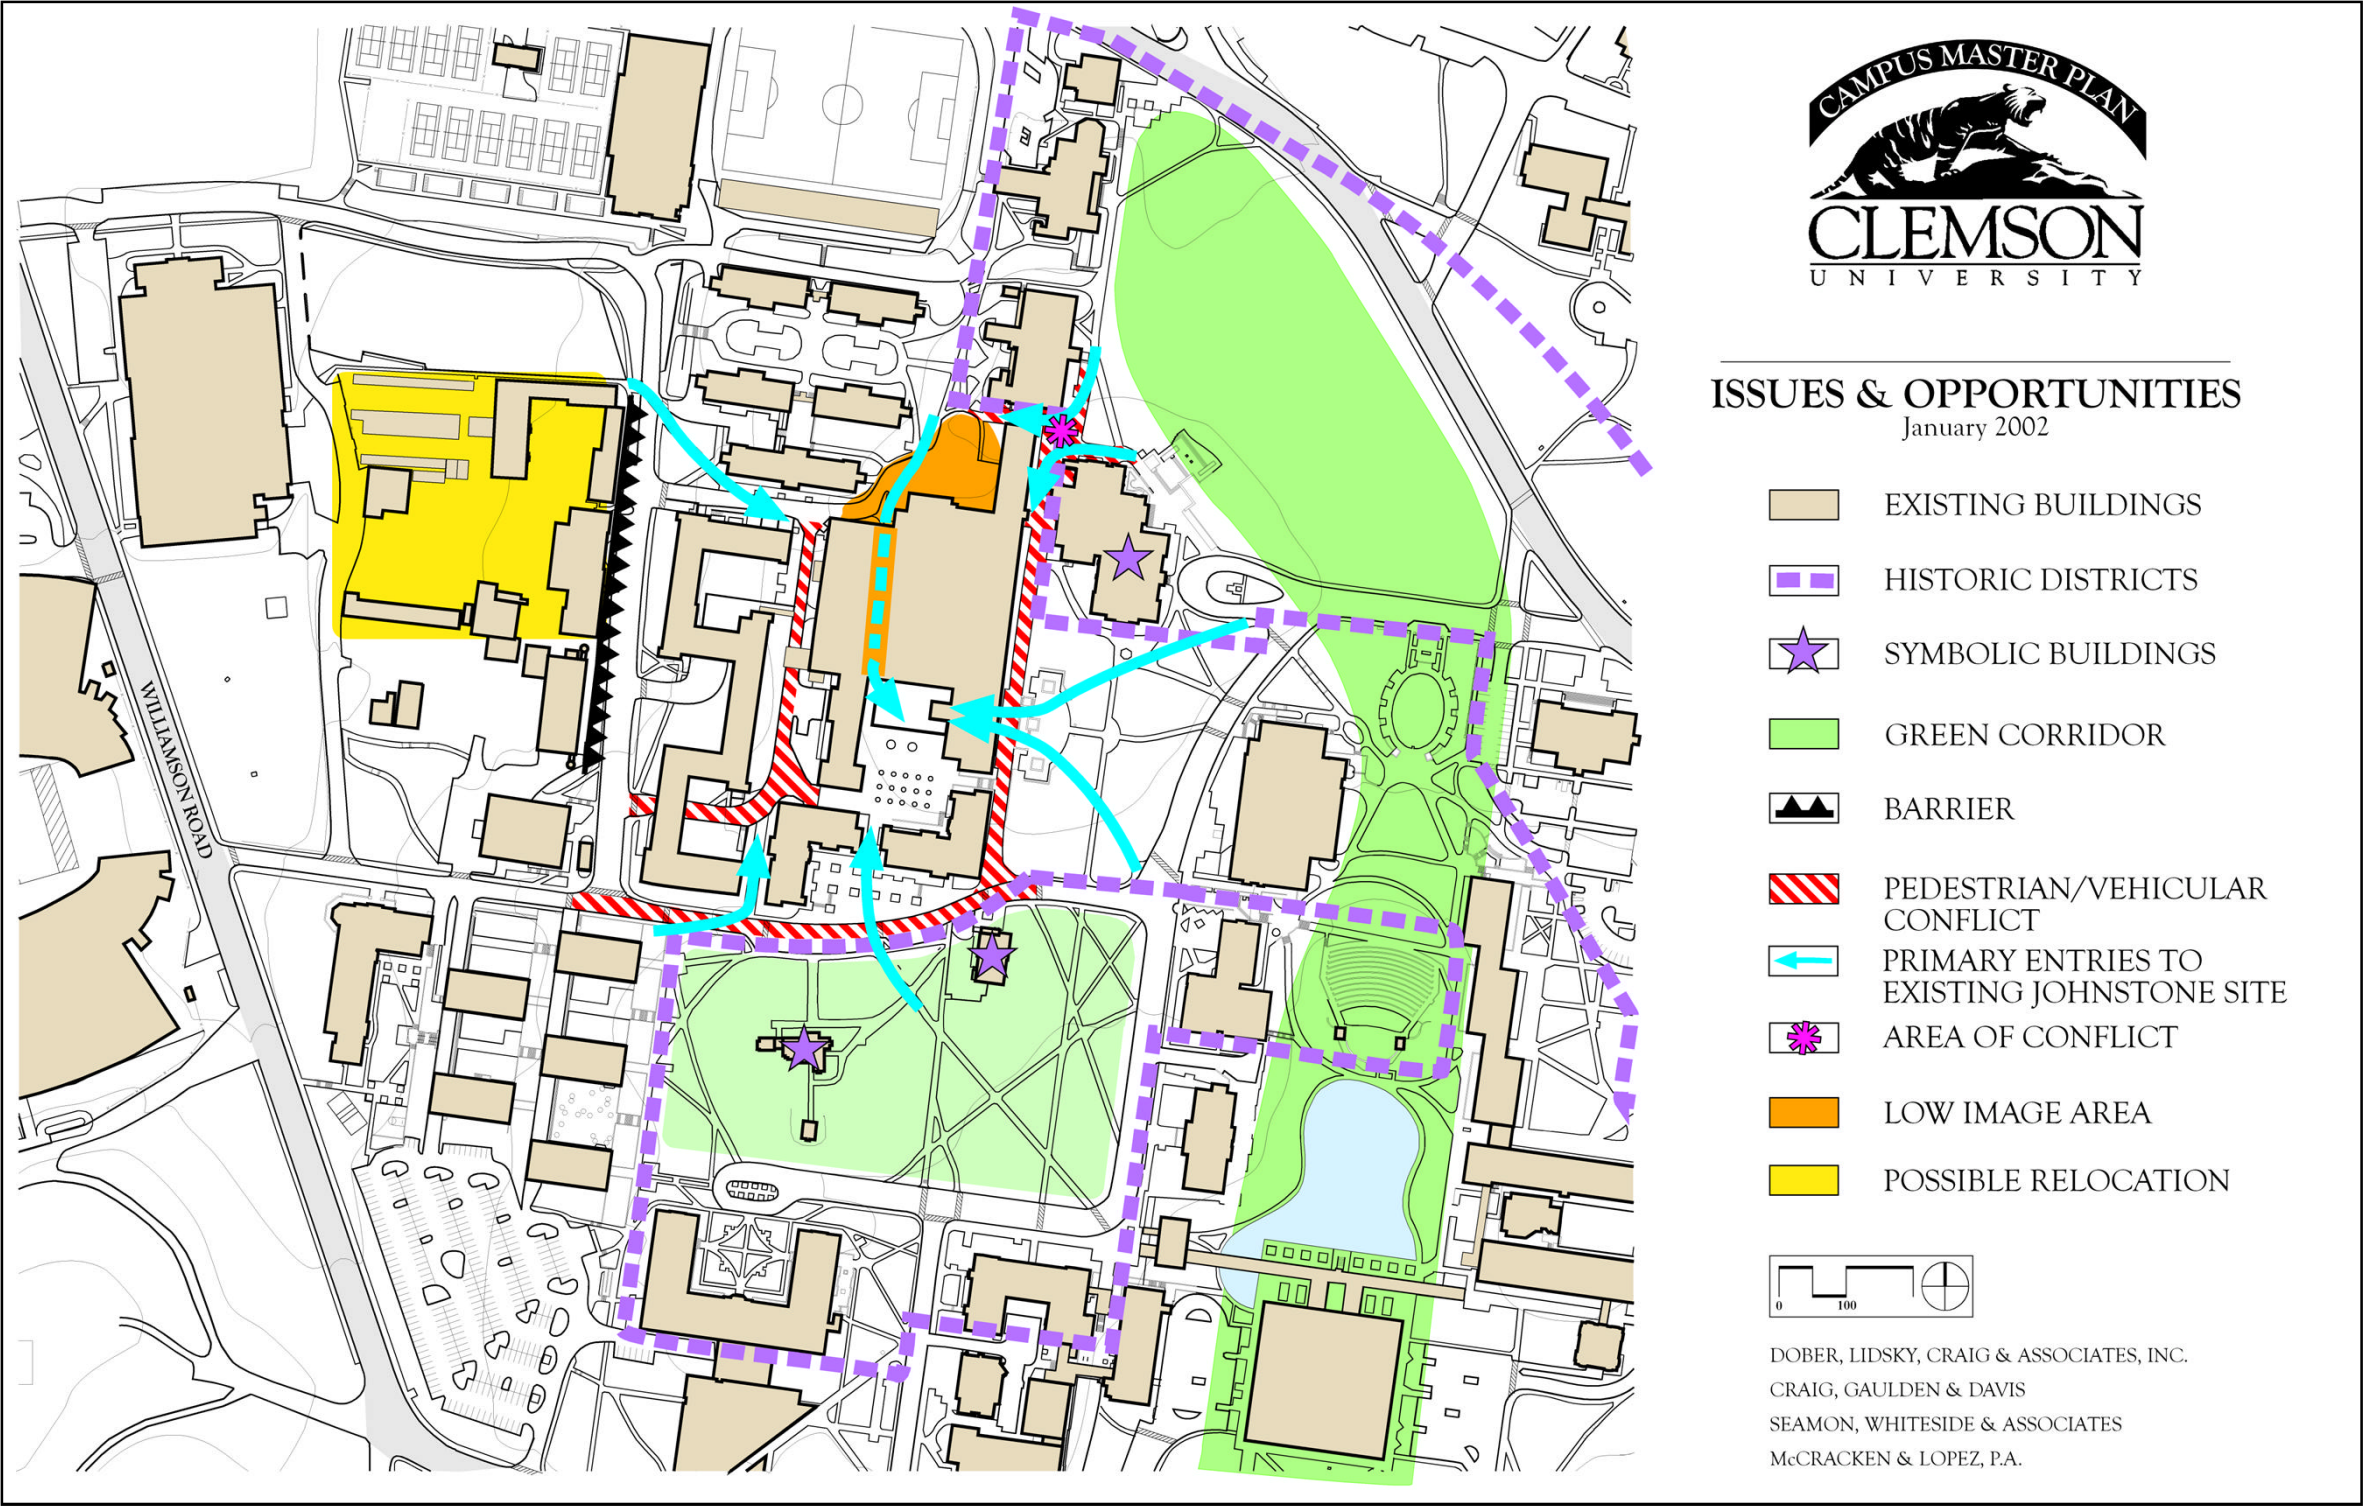 CAMPUS MASTER PLAN
CLEMSON
UNIVERSITY
ISSUES & OPPORTUNITIES
January 2002
EXISTING BUILDINGS
HISTORIC DISTRICTS
SYMBOLIC BUILDINGS
GREEN CORRIDOR
BARRIER
PEDESTRIAN/VEHICULAR
CONFLICT
PRIMARY ENTRIES TO
EXISTING JOHNSTONE SITE
AREA OF CONFLICT
LOW IMAGE AREA
POSSIBLE RELOCATION
0 100
DOBER, LIDSKY, CRAIG & ASSOCIATES, INC.
CRAIG, GAULDEN & DAVIS
SEAMON, WHITESIDE & ASSOCIATES
McCRACKEN & LOPEZ, P.A.
WILLIAMSON ROAD